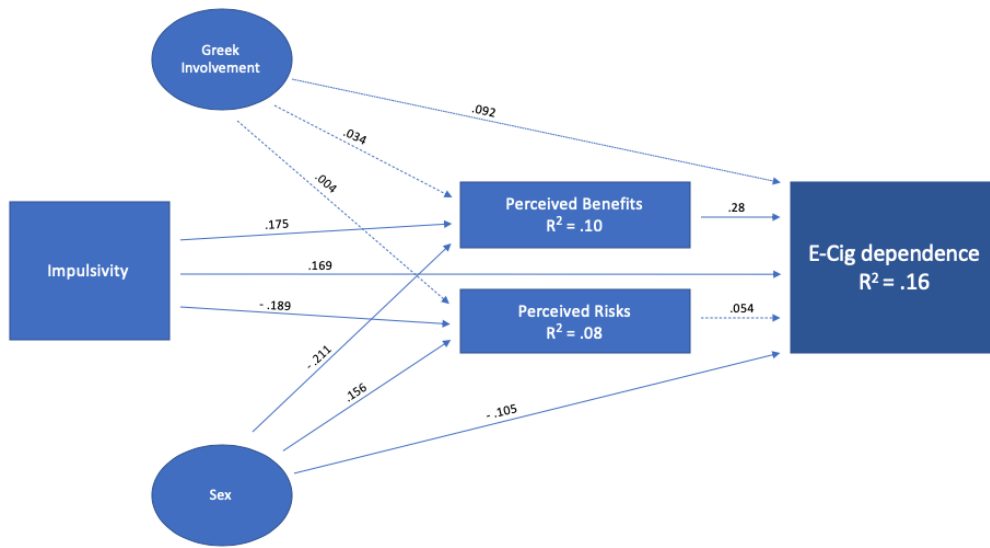 Greek
Involvement
.092
.034
.004
Perceived Benefits
R² = .10
.28
.175
Impulsivity
.169
E-Cig dependence
R² = .16
- .189
Perceived Risks
R² = .08
.054
- .211
.156
- .105
Sex